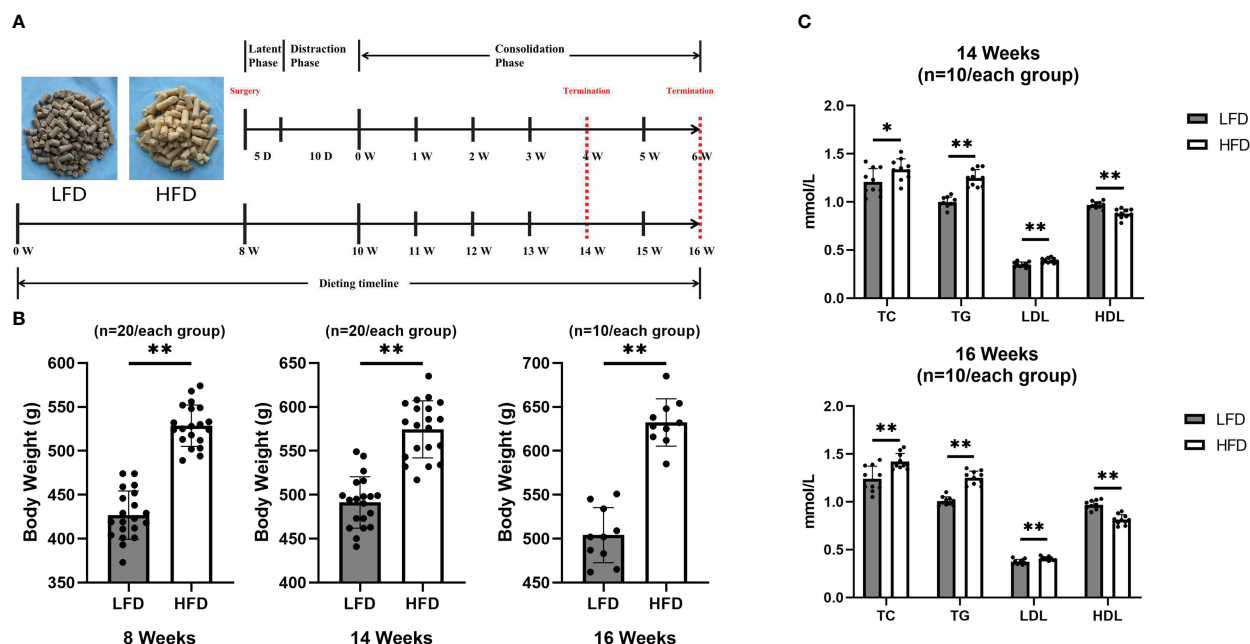 A
Latent Phase
Distraction Phase
Consolidation Phase
Surgery
Termination
Termination
5 D
10 D
0 W
1 W
2 W
3 W
4 W
5 W
6 W
LFD
HFD
0 W
8 W
10 W
11 W
12 W
13 W
14 W
15 W
16 W
Dieting timeline
B
(n=20/each group)
**
Body Weight (g)
600
550
500
450
400
350
LFD
HFD
8 Weeks
(n=20/each group)
**
Body Weight (g)
650
600
550
500
450
400
LFD
HFD
14 Weeks
(n=10/each group)
**
Body Weight (g)
700
650
600
550
500
450
LFD
HFD
16 Weeks
C
14 Weeks
(n=10/each group)
mmol/L
2.0
1.5
1.0
0.5
0.0
*
**
**
**
TC
TG
LDL
HDL
LFD
HFD
16 Weeks
(n=10/each group)
mmol/L
2.0
1.5
1.0
0.5
0.0
**
**
**
**
TC
TG
LDL
HDL
LFD
HFD